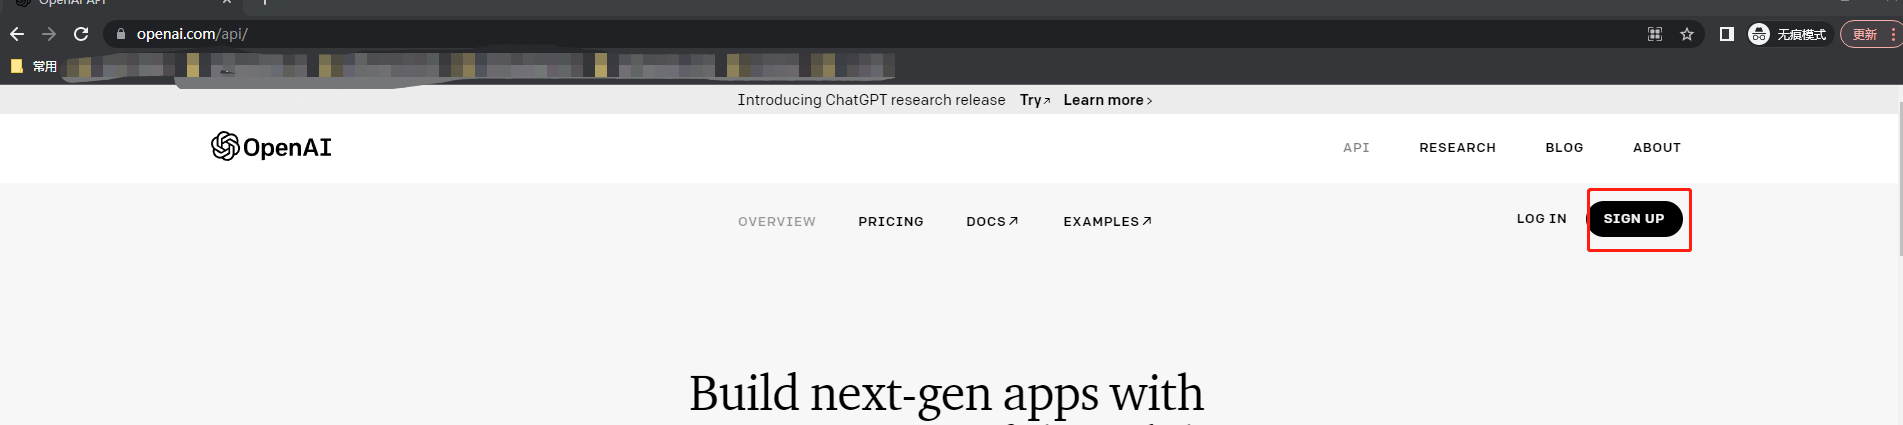 OpenAI API
openai.com/api/
无痕模式
更新
常用
Introducing ChatGPT research release Try↗ Learn more ›
OpenAI
API RESEARCH BLOG ABOUT
OVERVIEW PRICING DOCS↗ EXAMPLES↗
LOG IN SIGN UP
Build next-gen apps with